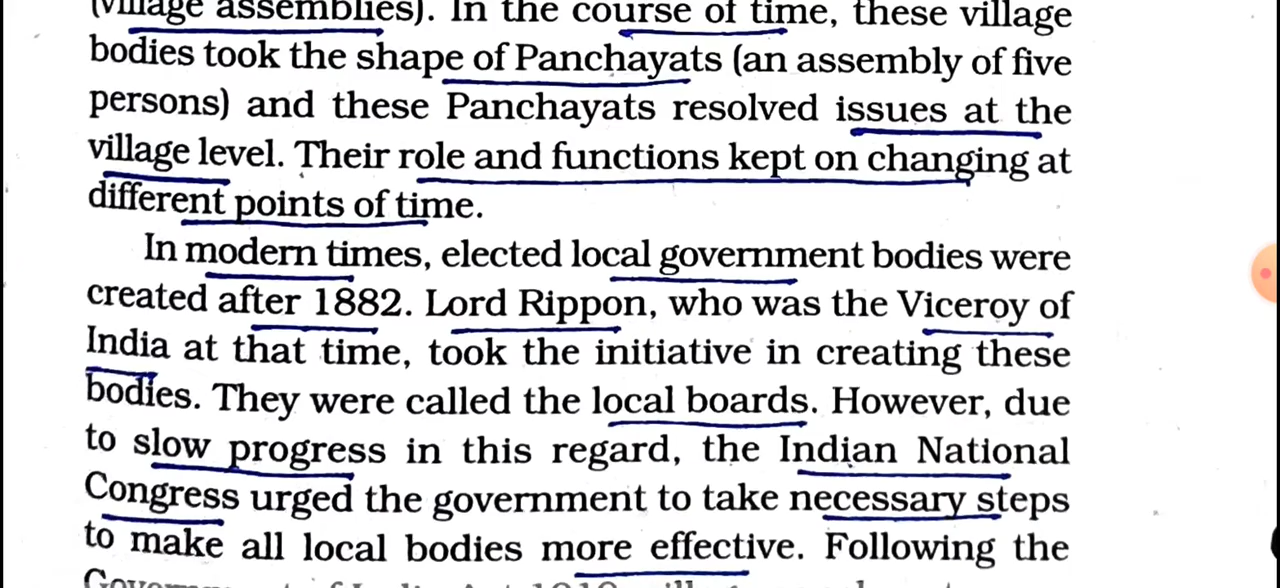 (village assemblies). In the course of time, these village
bodies took the shape of Panchayats (an assembly of five
persons) and these Panchayats resolved issues at the
village level. Their role and functions kept on changing at
different points of time.
In modern times, elected local government bodies were
created after 1882. Lord Rippon, who was the Viceroy of
India at that time, took the initiative in creating these
bodies. They were called the local boards. However, due
to slow progress in this regard, the Indian National
Congress urged the government to take necessary steps
to make all local bodies more effective. Following the